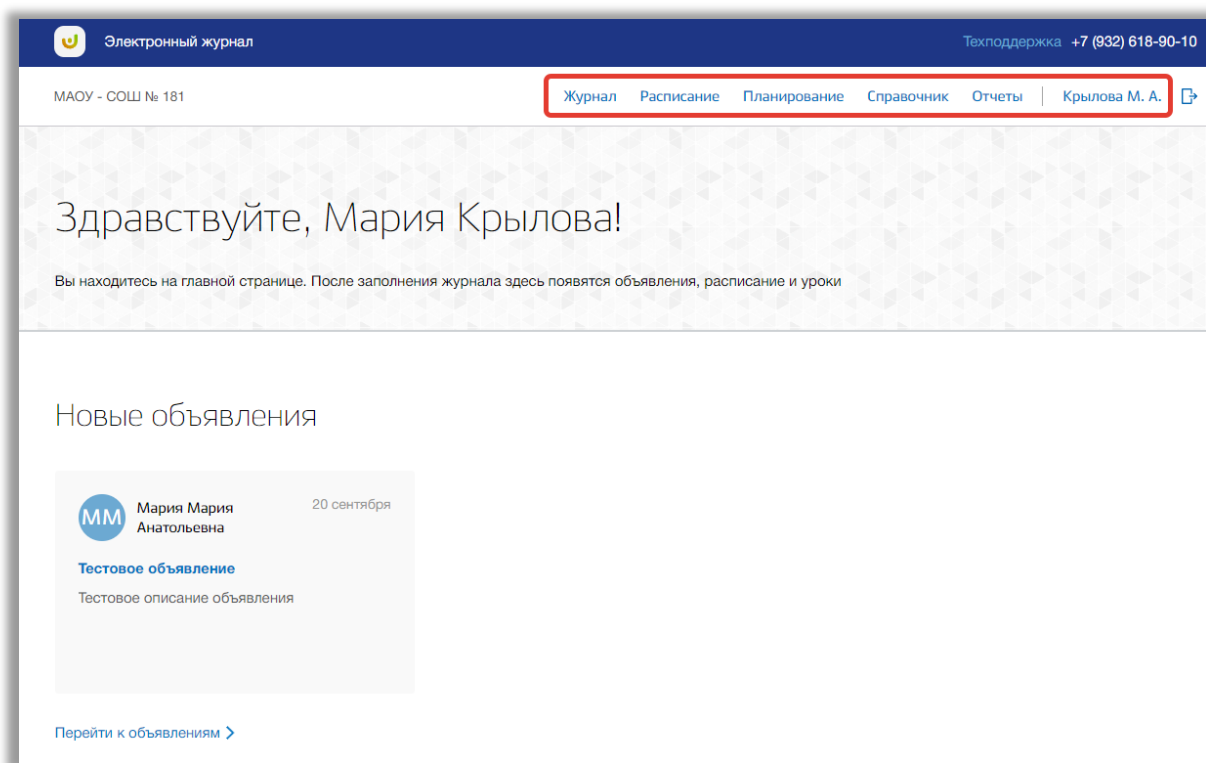 Электронный журнал
Техподдержка +7 (932) 618-90-10
МАОУ - СОШ № 181
Журнал Расписание Планирование Справочник Отчеты Крылова М. А.
Здравствуйте, Мария Крылова!
Вы находитесь на главной странице. После заполнения журнала здесь появятся объявления, расписание и уроки
Новые объявления
ММ
Мария Мария
Анатольевна
20 сентября
Тестовое объявление
Тестовое описание объявления
Перейти к объявлениям